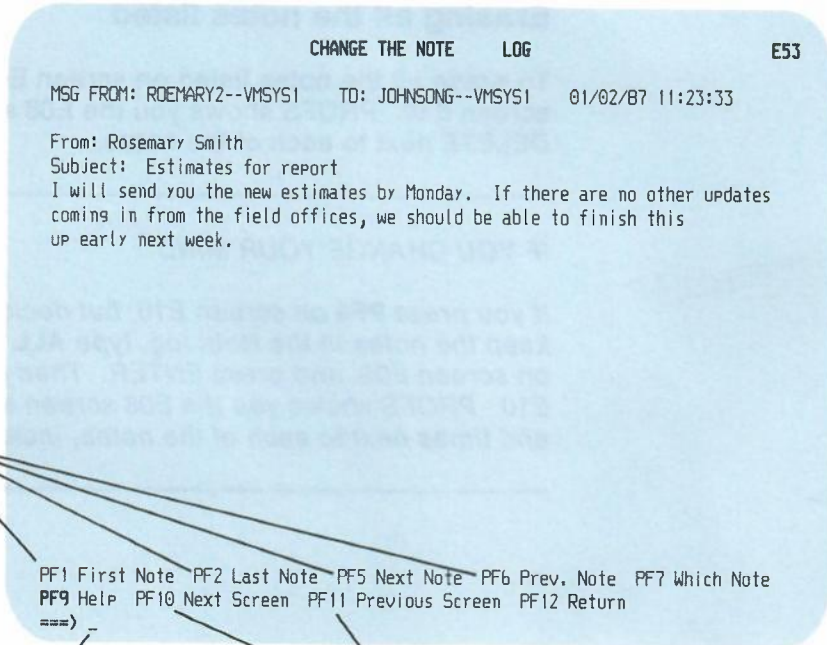 CHANGE THE NOTE LOG E53
MSG FROM: ROEMARY2--VMSYS1 TO: JOHNSONG--VMSYS1 01/02/87 11:23:33
From: Rosemary Smith
Subject: Estimates for report
I will send you the new estimates by Monday. If there are no other updates
coming in from the field offices, we should be able to finish this
up early next week.
PF1 First Note PF2 Last Note PF5 Next Note PF6 Prev. Note PF7 Which Note
PF9 Help PF10 Next Screen PF11 Previous Screen PF12 Return
===> _